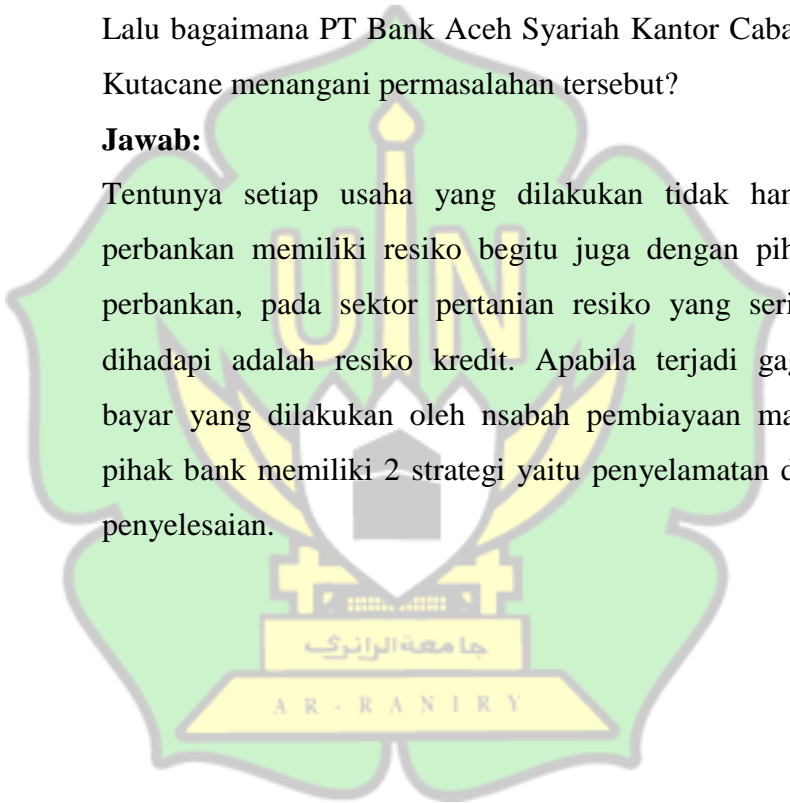 Lalu bagaimana PT Bank Aceh Syariah Kantor Caba
Kutacane menangani permasalahan tersebut?
Jawab:
Tentunya setiap usaha yang dilakukan tidak han
perbankan memiliki resiko begitu juga dengan pih
perbankan, pada sektor pertanian resiko yang seri
dihadapi adalah resiko kredit. Apabila terjadi gag
bayar yang dilakukan oleh nsabah pembiayaan ma
pihak bank memiliki 2 strategi yaitu penyelamatan d
penyelesaian.
UIN
جامعةالرانري
AR-RANIRY